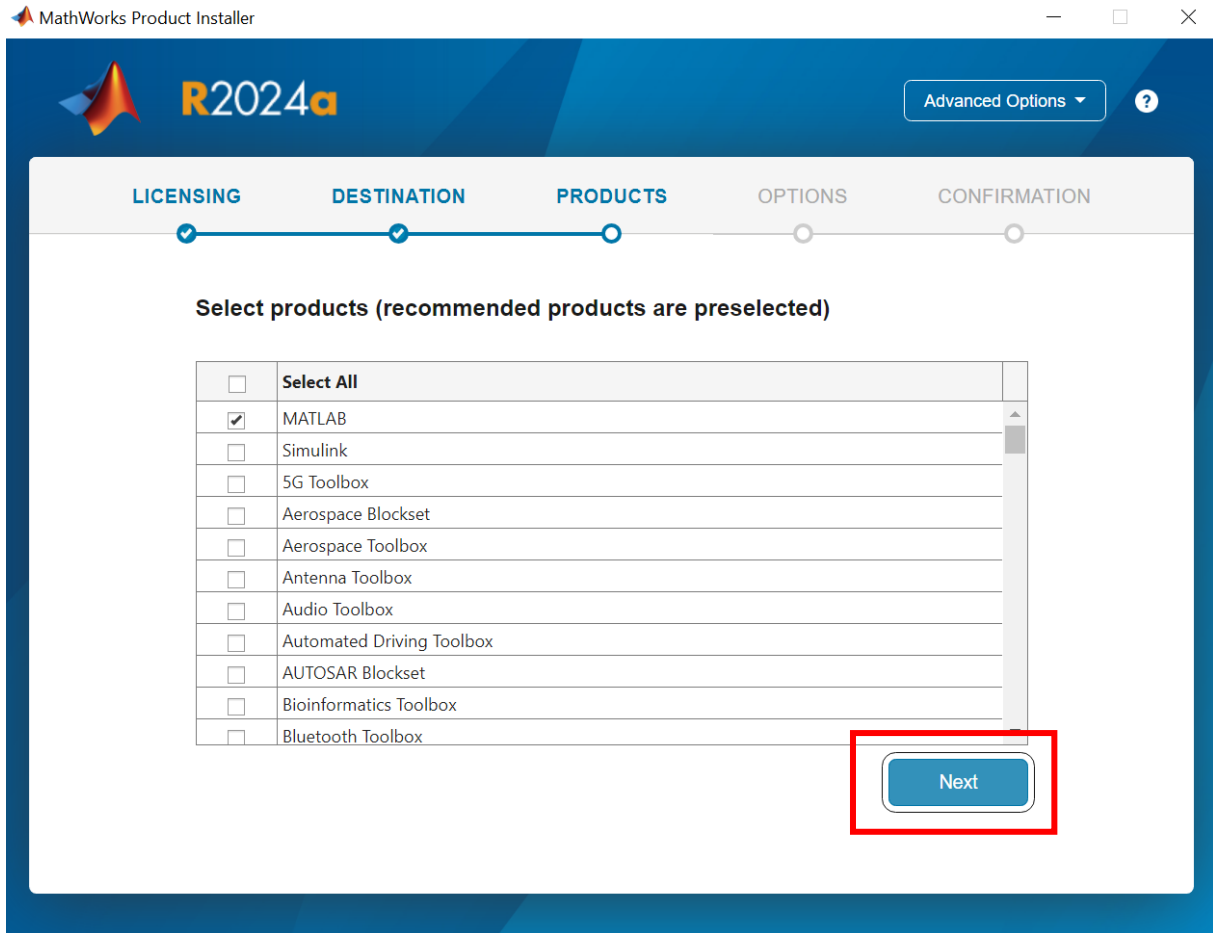 MathWorks Product Installer
R2024a
Advanced Options
?
LICENSING DESTINATION PRODUCTS OPTIONS CONFIRMATION
Select products (recommended products are preselected)
Select All
MATLAB
Simulink
5G Toolbox
Aerospace Blockset
Aerospace Toolbox
Antenna Toolbox
Audio Toolbox
Automated Driving Toolbox
AUTOSAR Blockset
Bioinformatics Toolbox
Bluetooth Toolbox
Next